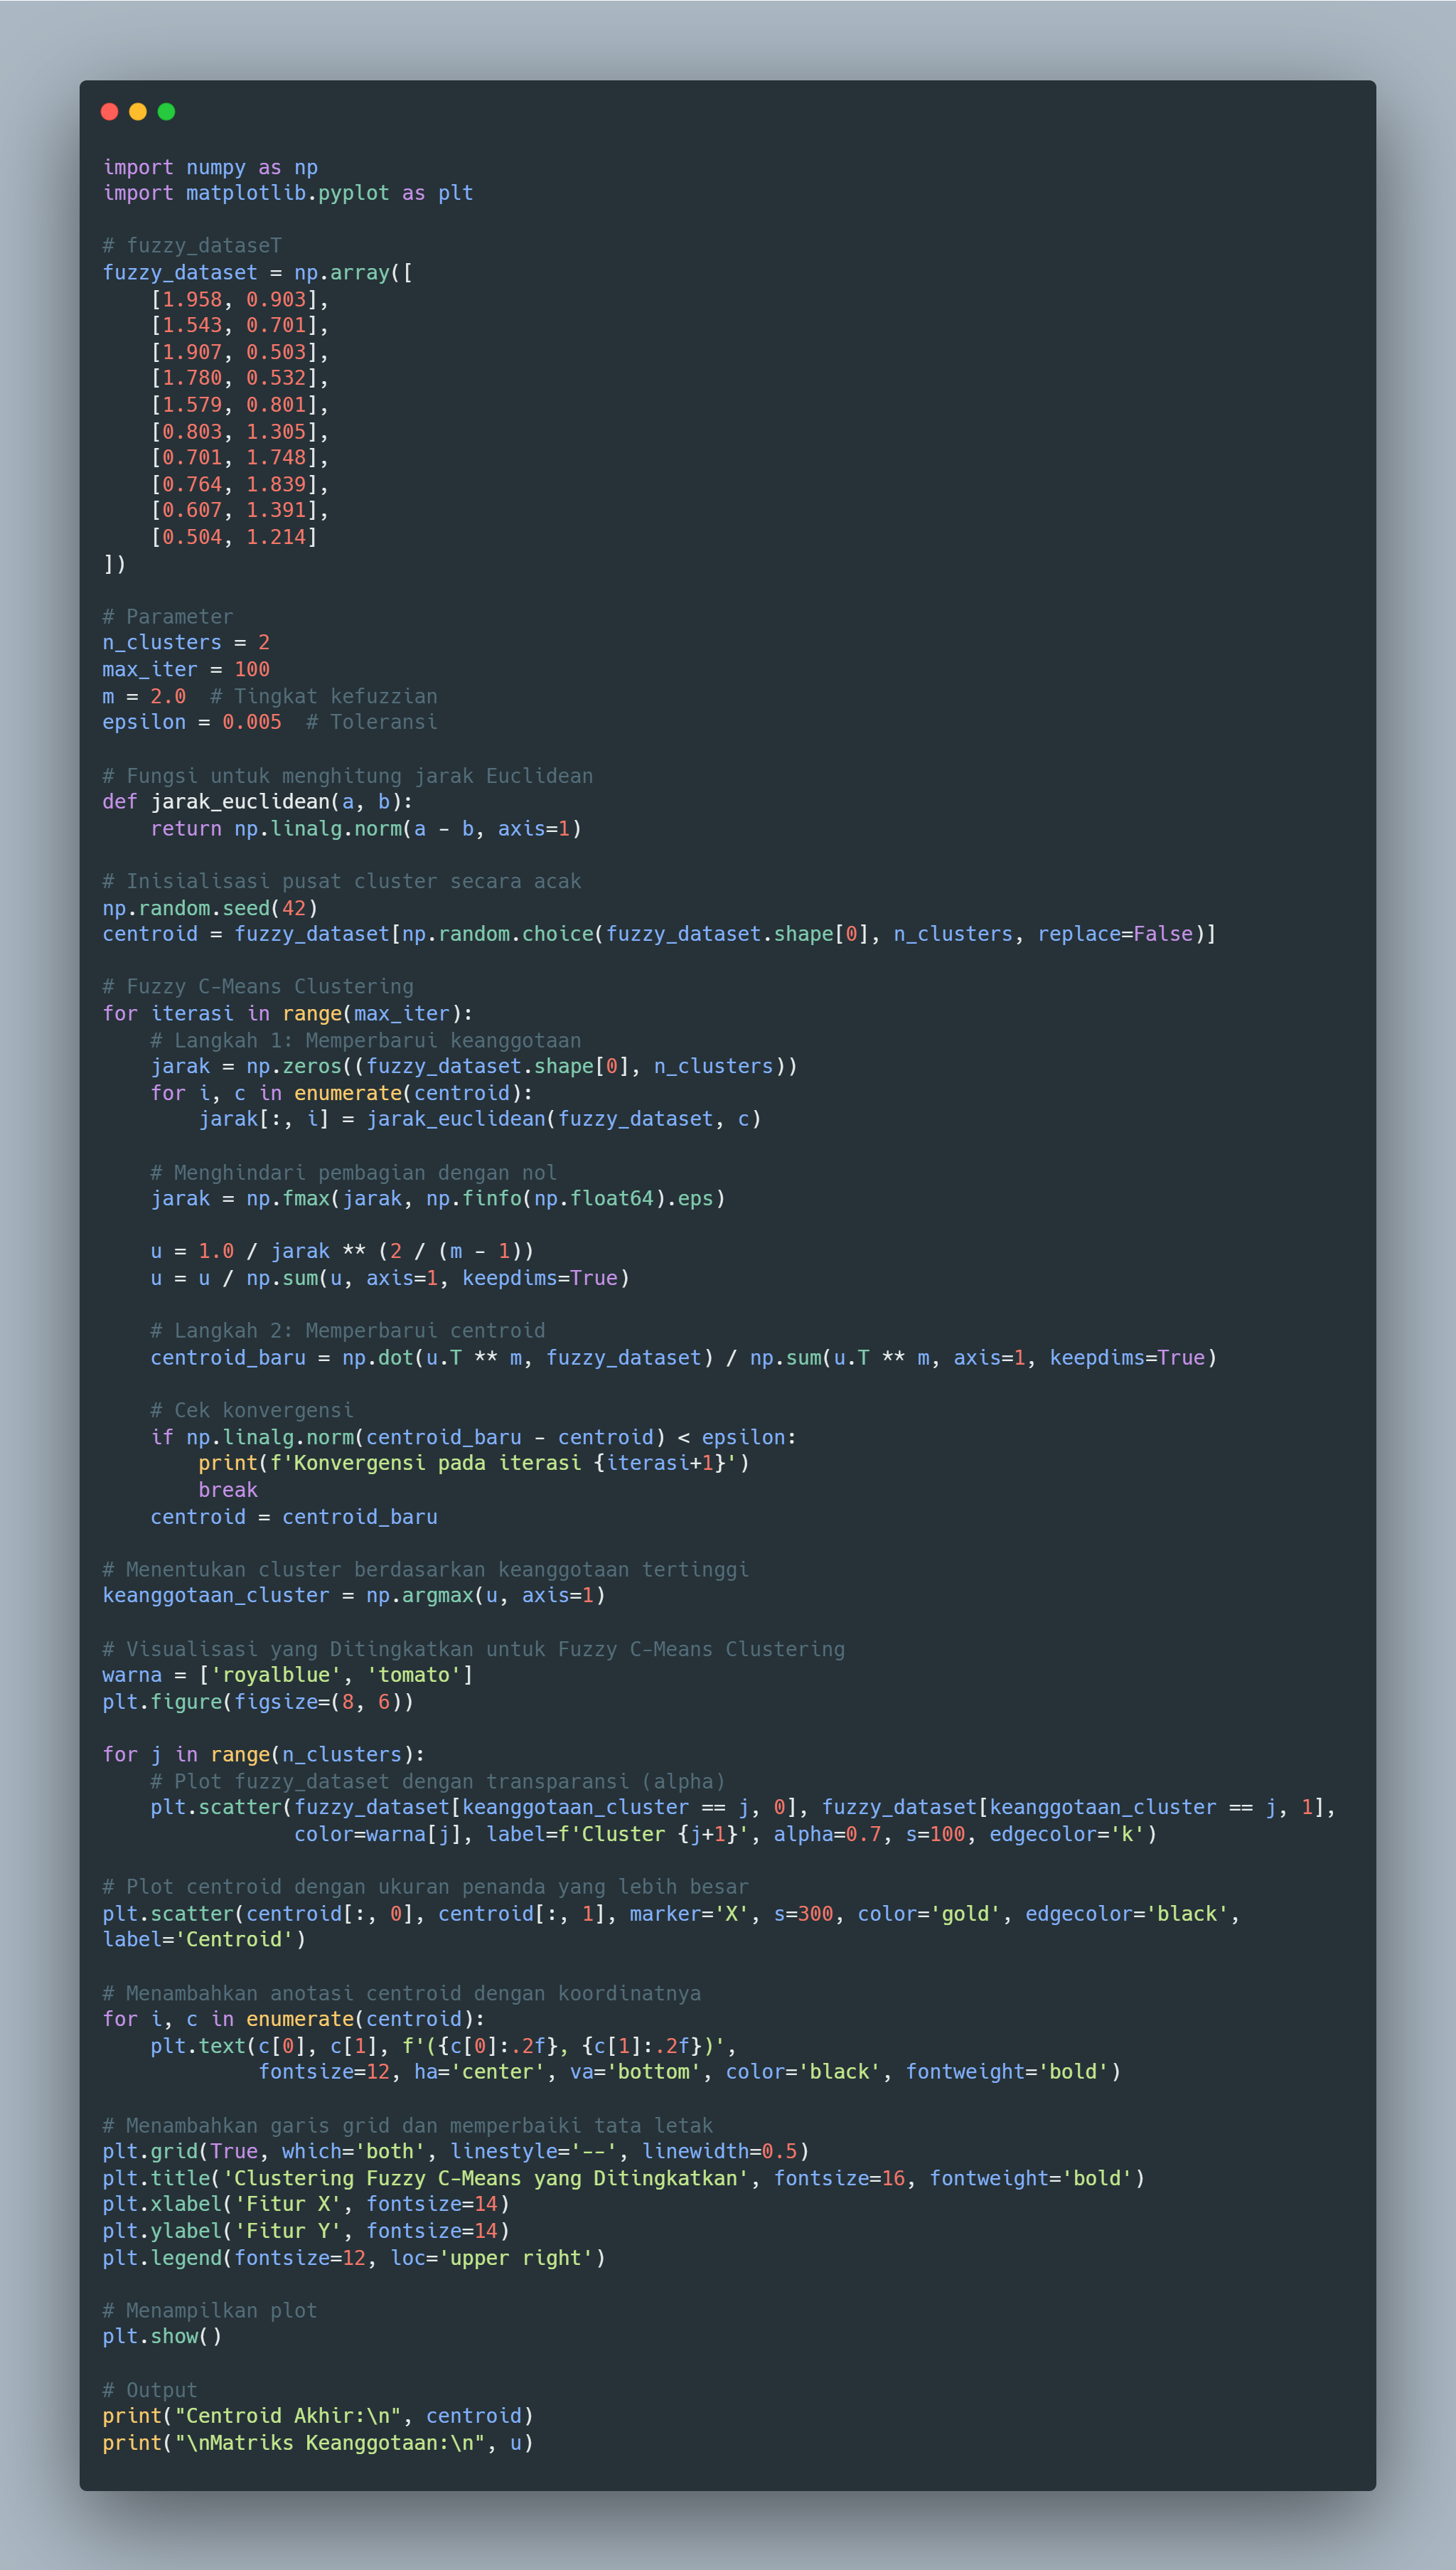 import numpy as np
import matplotlib.pyplot as plt

# fuzzy_dataseT
fuzzy_dataset = np.array([
    [1.958, 0.903],
    [1.543, 0.701],
    [1.907, 0.503],
    [1.780, 0.532],
    [1.579, 0.801],
    [0.803, 1.305],
    [0.701, 1.748],
    [0.764, 1.839],
    [0.607, 1.391],
    [0.504, 1.214]
])

# Parameter
n_clusters = 2
max_iter = 100
m = 2.0  # Tingkat kefuzzian
epsilon = 0.005  # Toleransi

# Fungsi untuk menghitung jarak Euclidean
def jarak_euclidean(a, b):
    return np.linalg.norm(a - b, axis=1)

# Inisialisasi pusat cluster secara acak
np.random.seed(42)
centroid = fuzzy_dataset[np.random.choice(fuzzy_dataset.shape[0], n_clusters, replace=False)]

# Fuzzy C-Means Clustering
for iterasi in range(max_iter):
    # Langkah 1: Memperbarui keanggotaan
    jarak = np.zeros((fuzzy_dataset.shape[0], n_clusters))
    for i, c in enumerate(centroid):
        jarak[:, i] = jarak_euclidean(fuzzy_dataset, c)

    # Menghindari pembagian dengan nol
    jarak = np.fmax(jarak, np.finfo(np.float64).eps)

    u = 1.0 / jarak ** (2 / (m - 1))
    u = u / np.sum(u, axis=1, keepdims=True)

    # Langkah 2: Memperbarui centroid
    centroid_baru = np.dot(u.T ** m, fuzzy_dataset) / np.sum(u.T ** m, axis=1, keepdims=True)

    # Cek konvergensi
    if np.linalg.norm(centroid_baru - centroid) < epsilon:
        print(f'Konvergensi pada iterasi {iterasi+1}')
        break
    centroid = centroid_baru

# Menentukan cluster berdasarkan keanggotaan tertinggi
keanggotaan_cluster = np.argmax(u, axis=1)

# Visualisasi yang Ditingkatkan untuk Fuzzy C-Means Clustering
warna = ['royalblue', 'tomato']
plt.figure(figsize=(8, 6))

for j in range(n_clusters):
    # Plot fuzzy_dataset dengan transparansi (alpha)
    plt.scatter(fuzzy_dataset[keanggotaan_cluster == j, 0], fuzzy_dataset[keanggotaan_cluster == j, 1],
                color=warna[j], label=f'Cluster {j+1}', alpha=0.7, s=100, edgecolor='k')

# Plot centroid dengan ukuran penanda yang lebih besar
plt.scatter(centroid[:, 0], centroid[:, 1], marker='X', s=300, color='gold', edgecolor='black',
label='Centroid')

# Menambahkan anotasi centroid dengan koordinatnya
for i, c in enumerate(centroid):
    plt.text(c[0], c[1], f'({c[0]:.2f}, {c[1]:.2f})',
             fontsize=12, ha='center', va='bottom', color='black', fontweight='bold')

# Menambahkan garis grid dan memperbaiki tata letak
plt.grid(True, which='both', linestyle='--', linewidth=0.5)
plt.title('Clustering Fuzzy C-Means yang Ditingkatkan', fontsize=16, fontweight='bold')
plt.xlabel('Fitur X', fontsize=14)
plt.ylabel('Fitur Y', fontsize=14)
plt.legend(fontsize=12, loc='upper right')

# Menampilkan plot
plt.show()

# Output
print("Centroid Akhir:\n", centroid)
print("\nMatriks Keanggotaan:\n", u)